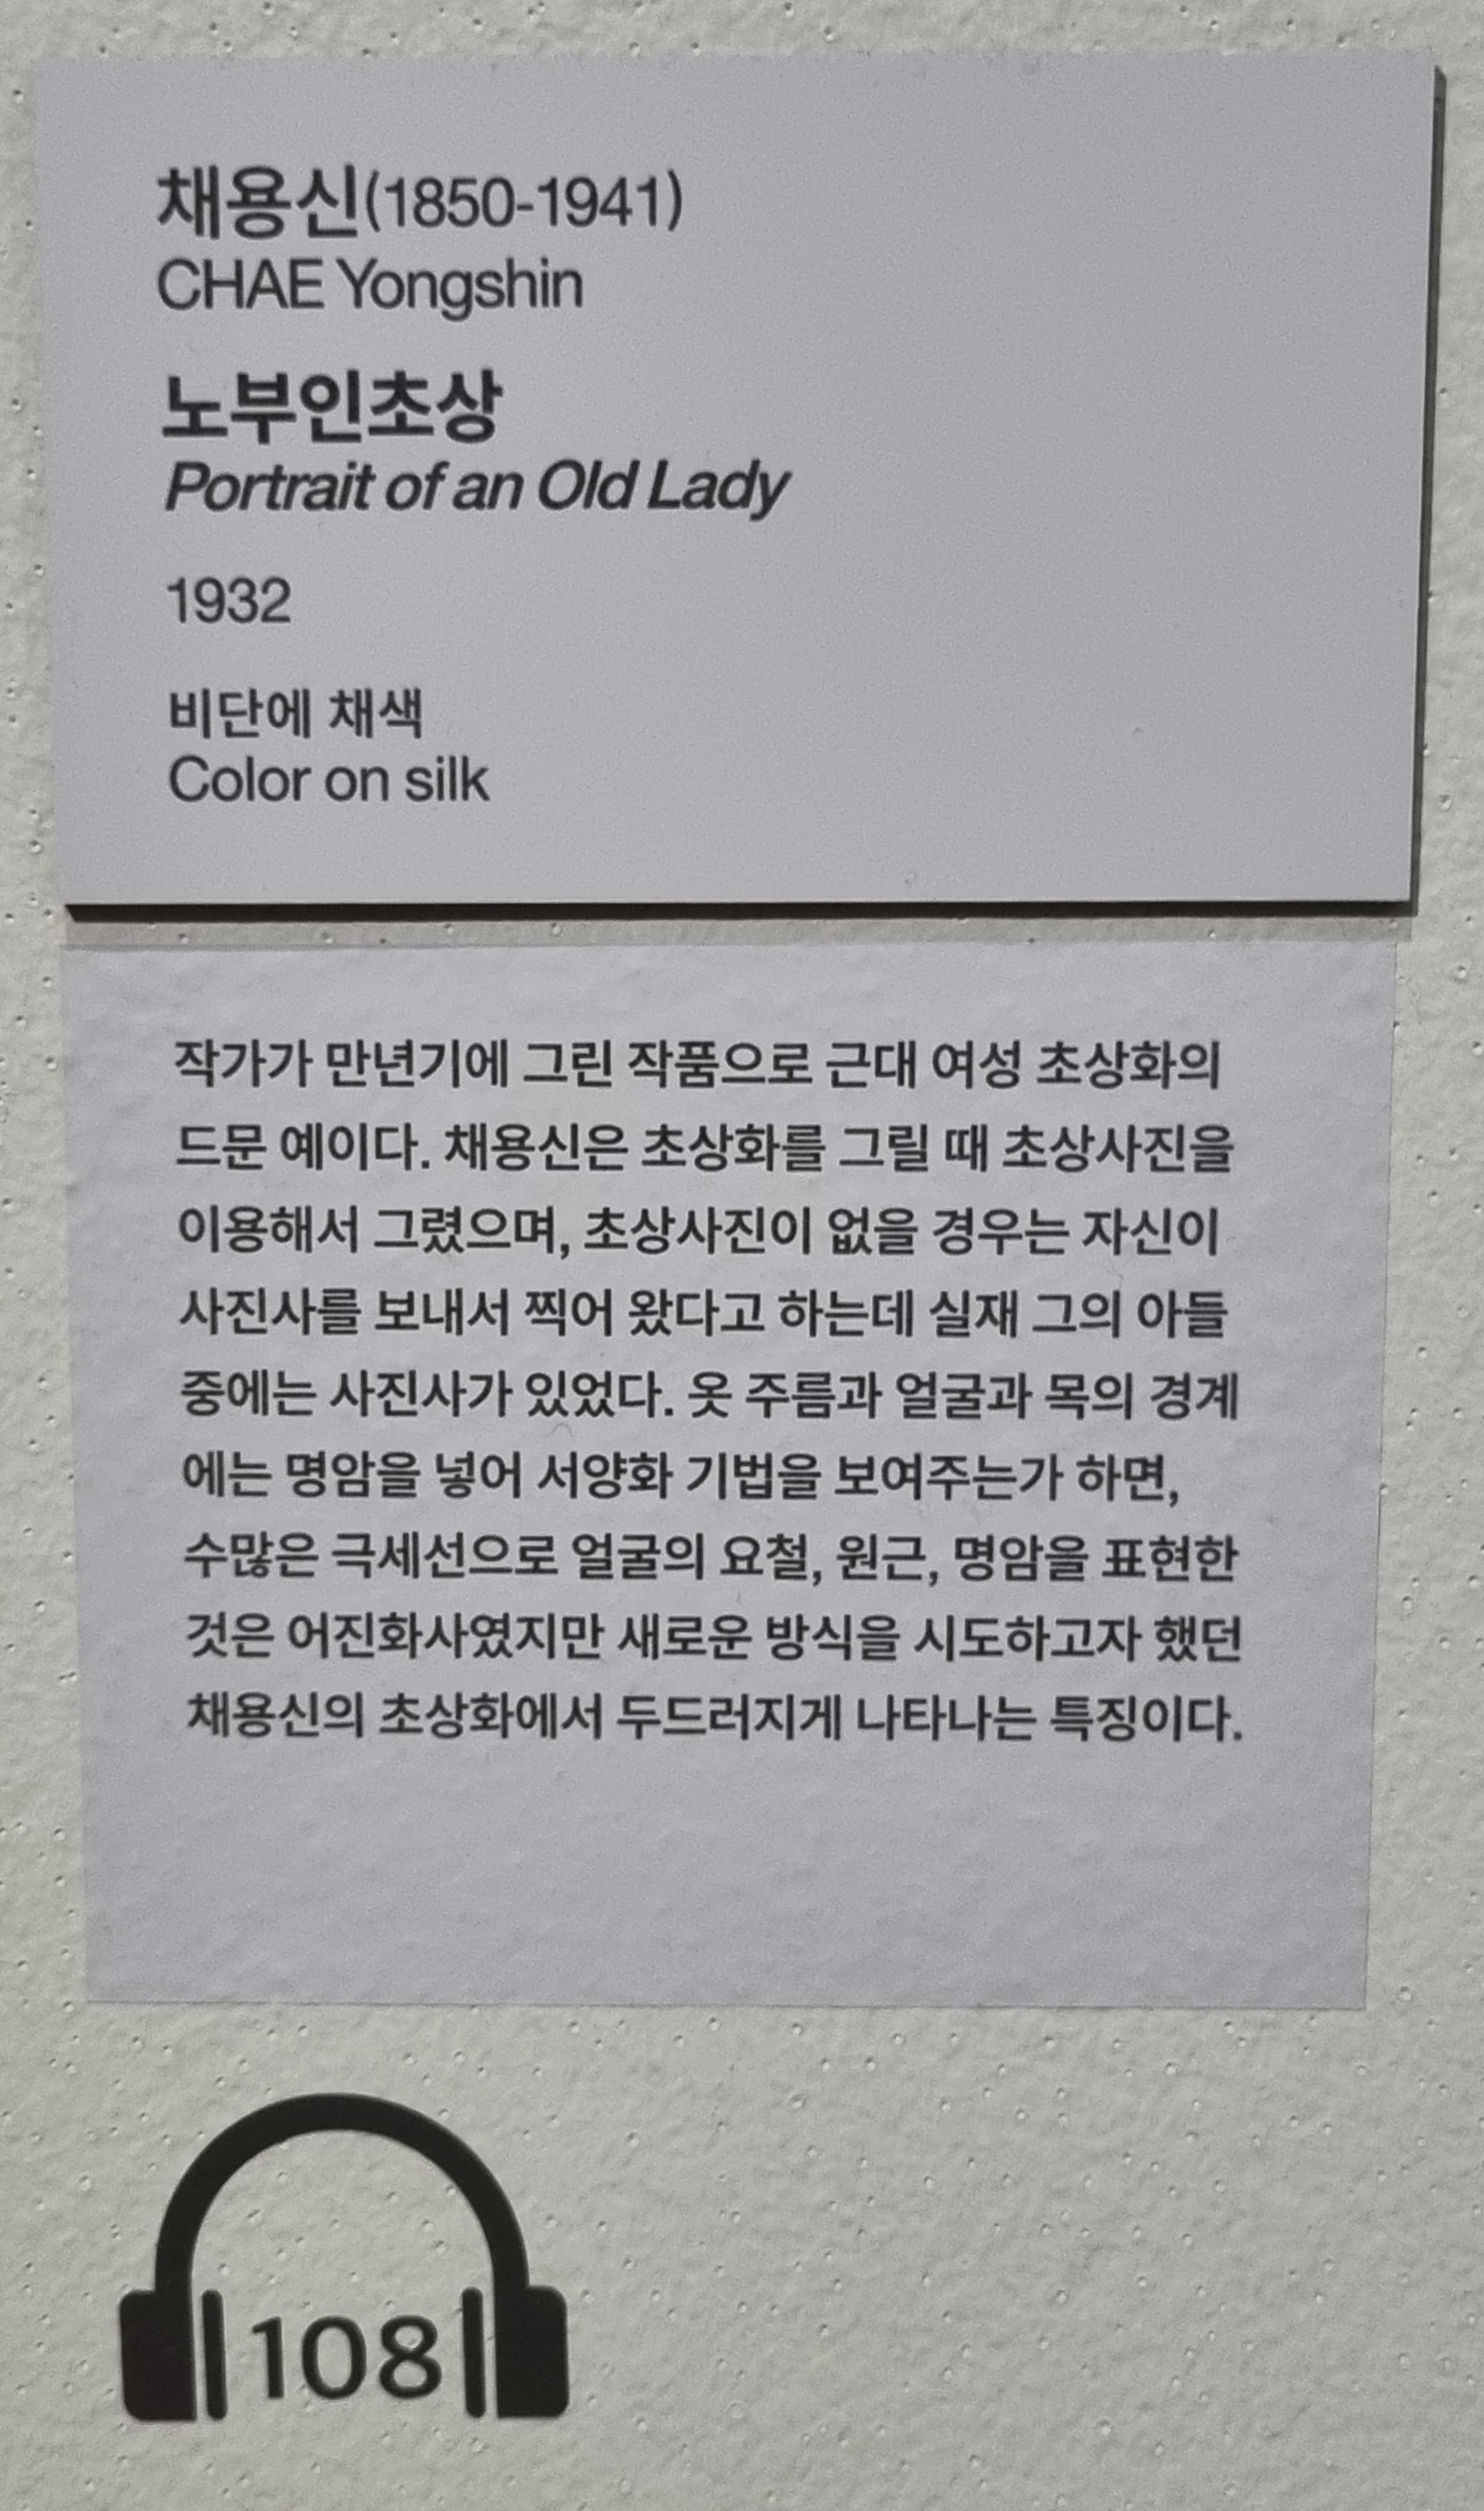 채용신(1850-1941)
CHAE Yongshin
노부인초상
Portrait of an Old Lady
1932
비단에 채색
Color on silk
작가가 만년기에 그린 작품으로 근대 여성 초상화의
드문 예이다. 채용신은 초상화를 그릴 때 초상사진을
이용해서 그렸으며, 초상사진이 없을 경우는 자신이
사진사를 보내서 찍어 왔다고 하는데 실재 그의 아들
중에는 사진사가 있었다. 옷 주름과 얼굴과 목의 경계
에는 명암을 넣어 서양화 기법을 보여주는가 하면,
수많은 극세선으로 얼굴의 요철, 원근, 명암을 표현한
것은 어진화사였지만 새로운 방식을 시도하고자 했던
채용신의 초상화에서 두드러지게 나타나는 특징이다.
108